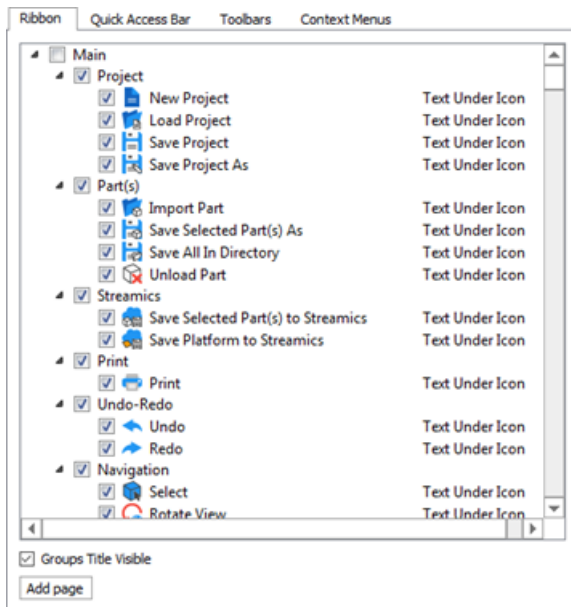 Ribbon Quick Access Bar Toolbars Context Menus
Main
Project
New Project Text Under Icon
Load Project Text Under Icon
Save Project Text Under Icon
Save Project As Text Under Icon
Part(s)
Import Part Text Under Icon
Save Selected Part(s) As Text Under Icon
Save All In Directory Text Under Icon
Unload Part Text Under Icon
Streamics
Save Selected Part(s) to Streamics Text Under Icon
Save Platform to Streamics Text Under Icon
Print
Print Text Under Icon
Undo-Redo
Undo Text Under Icon
Redo Text Under Icon
Navigation
Select Text Under Icon
Rotate View Text Under Icon
Groups Title Visible
Add page